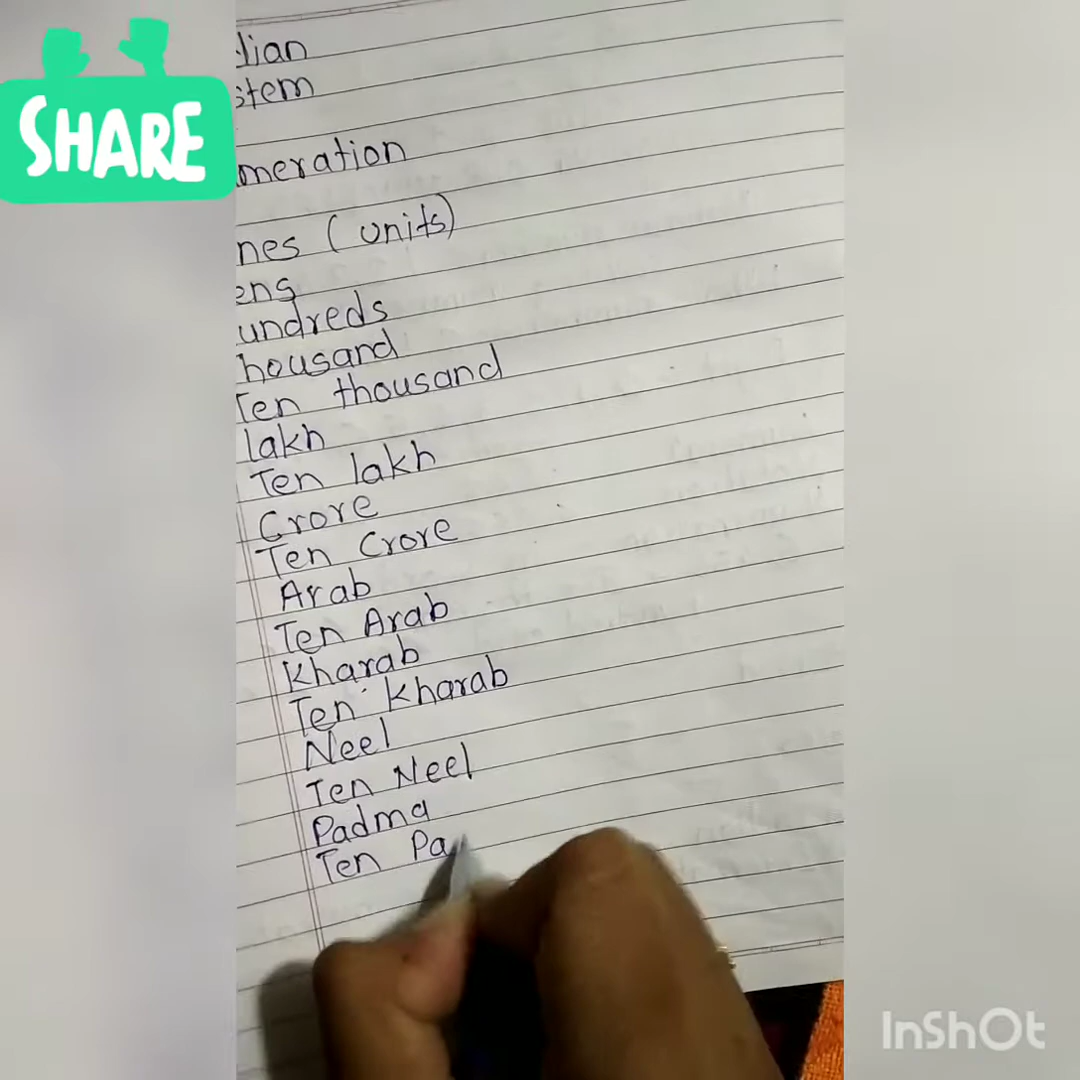 SHARE
dian
stem
meration
nes (units)
ens
undreds
housand
Ten thousand
lakh
Ten lakh
Crore
Ten Crore
Arab
Ten Arab
Kharab
Ten Kharab
Neel
Ten Neel
Padma
Ten Pa
InShOt